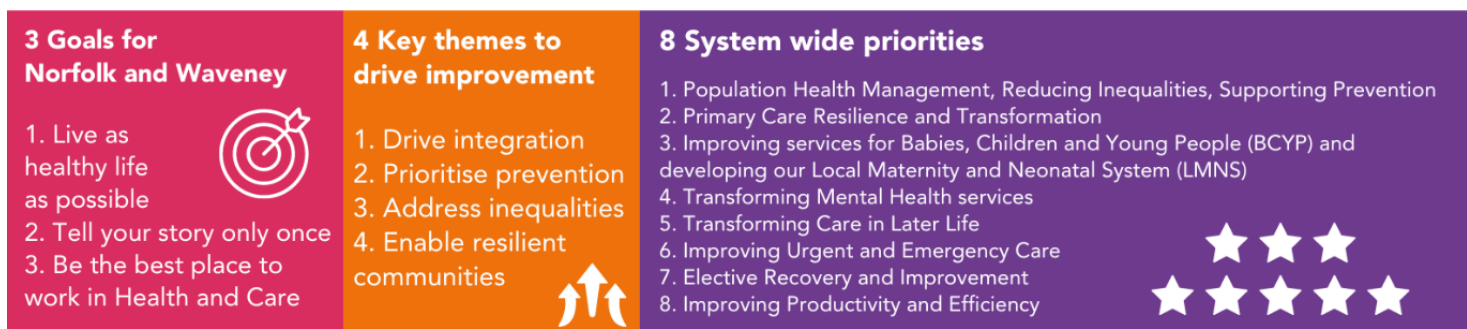 3 Goals for
Norfolk and Waveney
1. Live as
healthy life
as possible
2. Tell your story only once
3. Be the best place to
work in Health and Care
4 Key themes to
drive improvement
1. Drive integration
2. Prioritise prevention
3. Address inequalities
4. Enable resilient
communities
8 System wide priorities
1. Population Health Management, Reducing Inequalities, Supporting Prevention
2. Primary Care Resilience and Transformation
3. Improving services for Babies, Children and Young People (BCYP) and
developing our Local Maternity and Neonatal System (LMNS)
4. Transforming Mental Health services
5. Transforming Care in Later Life
6. Improving Urgent and Emergency Care
7. Elective Recovery and Improvement
8. Improving Productivity and Efficiency